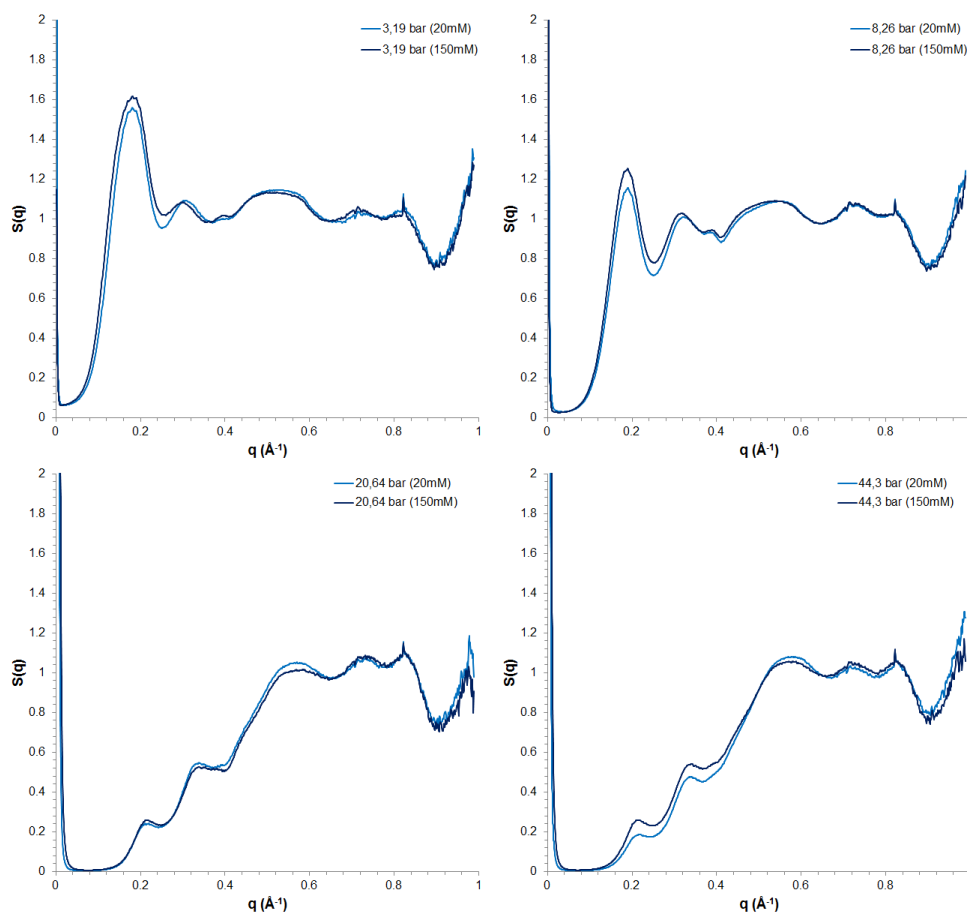 2
3,19 bar (20mM)
3,19 bar (150mM)
1.8
1.6
1.4
1.2
S(q)
1
0.8
0.6
0.4
0.2
0
0 0.2 0.4 0.6 0.8 1
q (Å-1)
2
8,26 bar (20mM)
8,26 bar (150mM)
1.8
1.6
1.4
1.2
S(q)
1
0.8
0.6
0.4
0.2
0
0 0.2 0.4 0.6 0.8
q (Å-1)
2
20,64 bar (20mM)
20,64 bar (150mM)
1.8
1.6
1.4
1.2
S(q)
1
0.8
0.6
0.4
0.2
0
0 0.2 0.4 0.6 0.8 1
q (Å-1)
2
44,3 bar (20mM)
44,3 bar (150mM)
1.8
1.6
1.4
1.2
S(q)
1
0.8
0.6
0.4
0.2
0
0 0.2 0.4 0.6 0.8
q (Å-1)